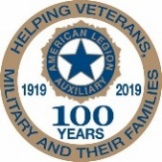 HELPING VETERANS,
MILITARY AND THEIR FAMILIES
AMERICAN LEGION
AUXILIARY
1919 2019
100
YEARS